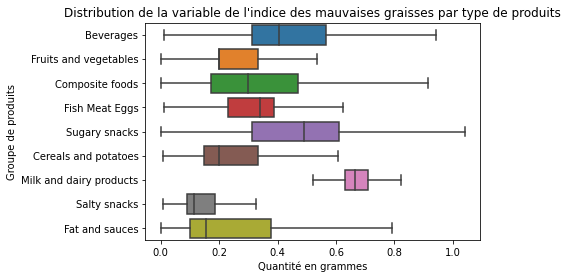 Distribution de la variable de l'indice des mauvaises graisses par type de produits
Groupe de produits
Beverages
Fruits and vegetables
Composite foods
Fish Meat Eggs
Sugary snacks
Cereals and potatoes
Milk and dairy products
Salty snacks
Fat and sauces
0.0 0.2 0.4 0.6 0.8 1.0
Quantité en grammes